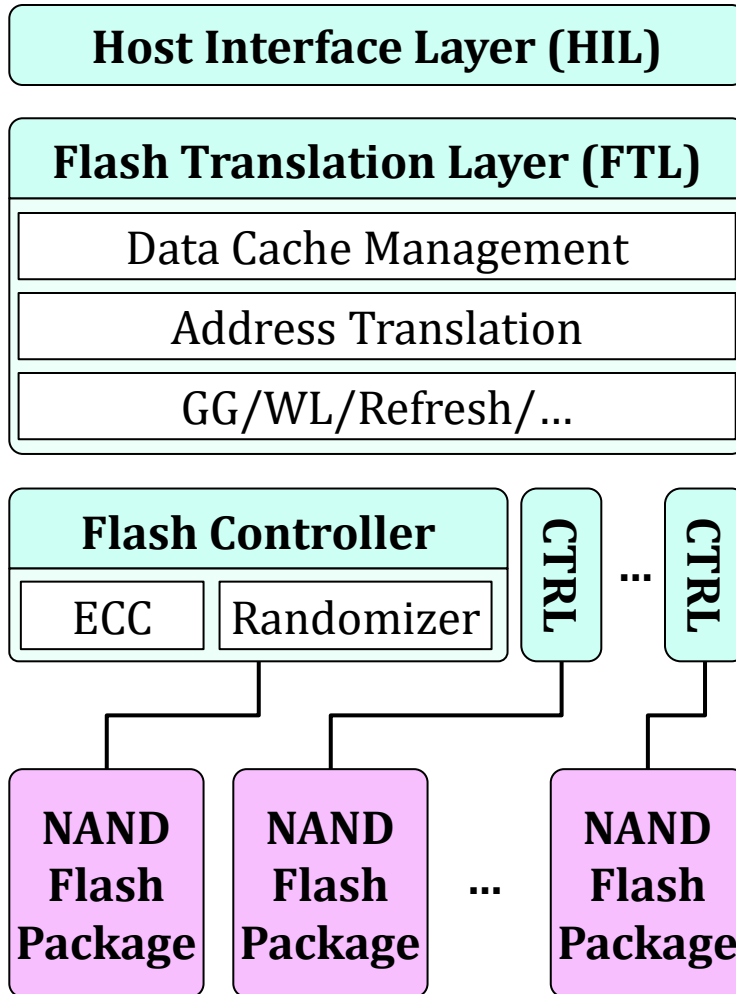 Host Interface Layer (HIL)
Flash Translation Layer (FTL)
Data Cache Management
Address Translation
GG/WL/Refresh/...
Flash Controller
ECC
Randomizer
CTRL
...
CTRL
NAND
Flash
Package
NAND
Flash
Package
...
NAND
Flash
Package